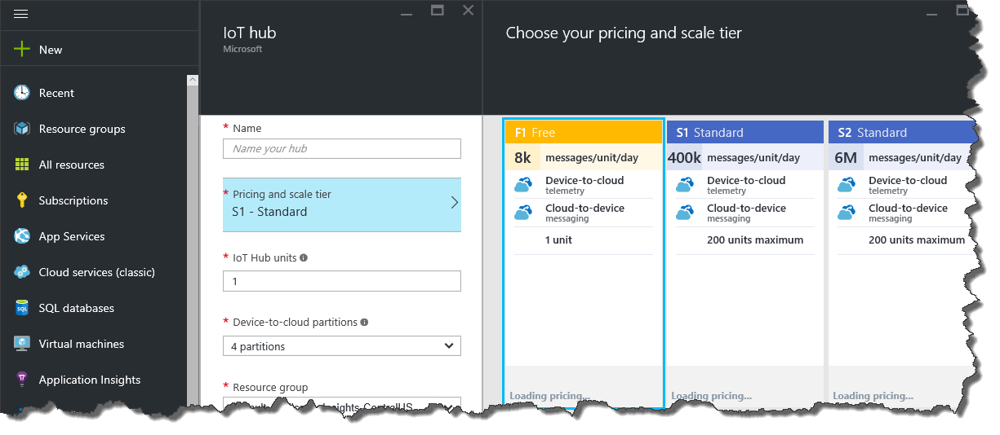 New
Recent
Resource groups
All resources
Subscriptions
App Services
Cloud services (classic)
SQL databases
Virtual machines
Application Insights
IoT hub
Microsoft
* Name
Name your hub
* Pricing and scale tier
S1 - Standard
* IoT Hub units
1
* Device-to-cloud partitions
4 partitions
* Resource group
Choose your pricing and scale tier
F1 Free
8k messages/unit/day
Device-to-cloud
telemetry
Cloud-to-device
messaging
1 unit
Loading pricing...
S1 Standard
400k messages/unit/day
Device-to-cloud
telemetry
Cloud-to-device
messaging
200 units maximum
Loading pricing...
S2 Standard
6M messages/unit/day
Device-to-cloud
telemetry
Cloud-to-device
messaging
200 units maximum
Loading pricing...